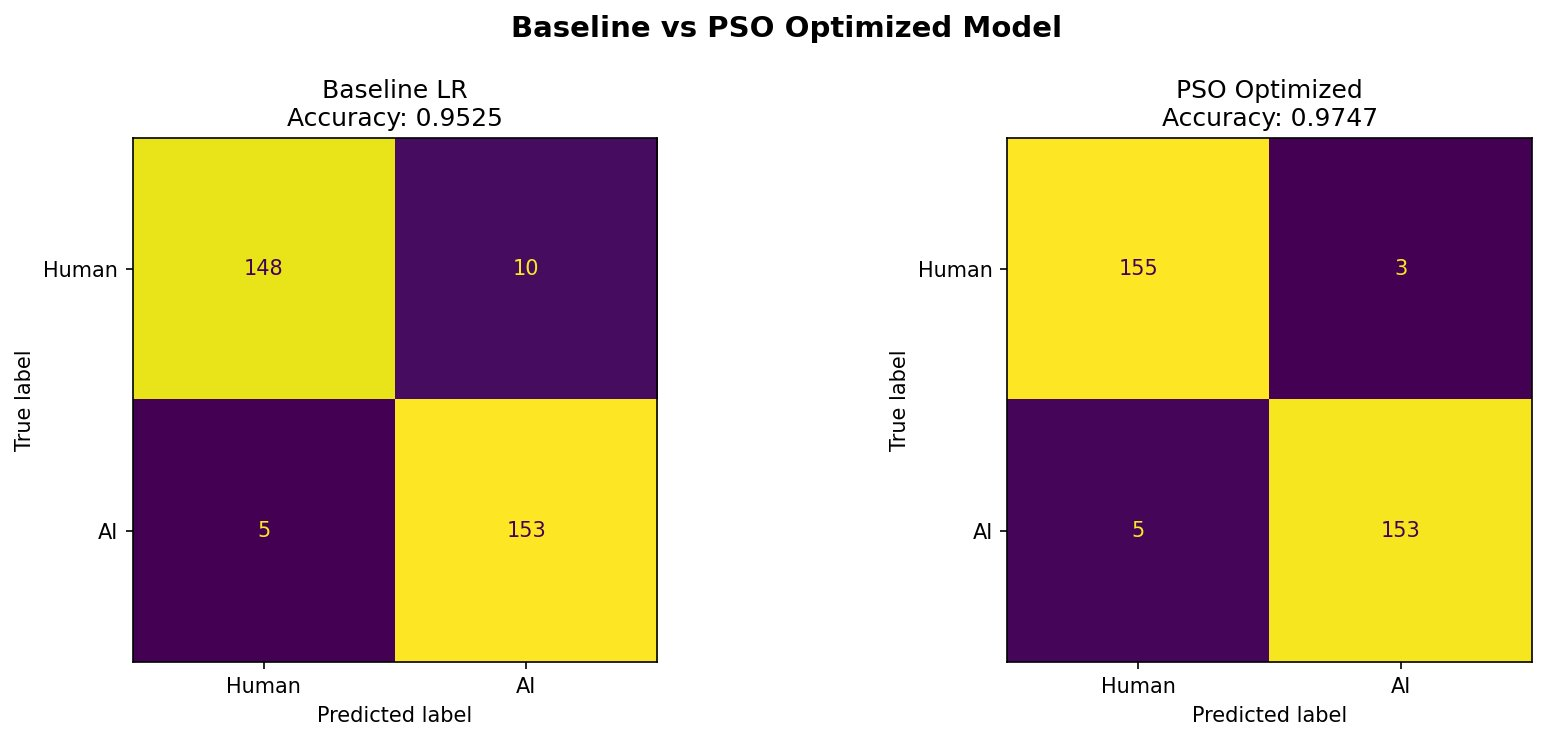 Baseline vs PSO Optimized Model
Baseline LR
Accuracy: 0.9525
True label
Human
148
10
AI
5
153
Human
AI
Predicted label
PSO Optimized
Accuracy: 0.9747
True label
Human
155
3
AI
5
153
Human
AI
Predicted label